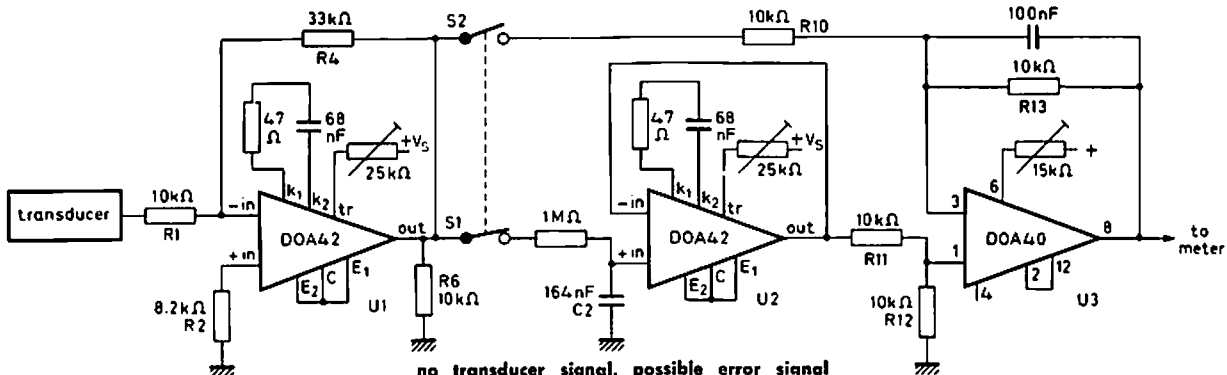 33kΩ
R4
S2
10kΩ
R10
100nF
10kΩ
R13
47
Ω
68
nF
+Vs
25kΩ
47
Ω
68
nF
+Vs
25kΩ
6
15kΩ
+
transducer
10kΩ
R1
k1
k2
tr
-in
DOA42
out
+in
E2
C
E1
U1
8.2kΩ
R2
R6
10kΩ
S1
1MΩ
164nF
C2
k1
k2
tr
-in
DOA42
out
+in
E2
C
E1
U2
10kΩ
R11
10kΩ
R12
3
DOA40
8
1
2
12
4
U3
to
meter
no transducer signal, possible error signal